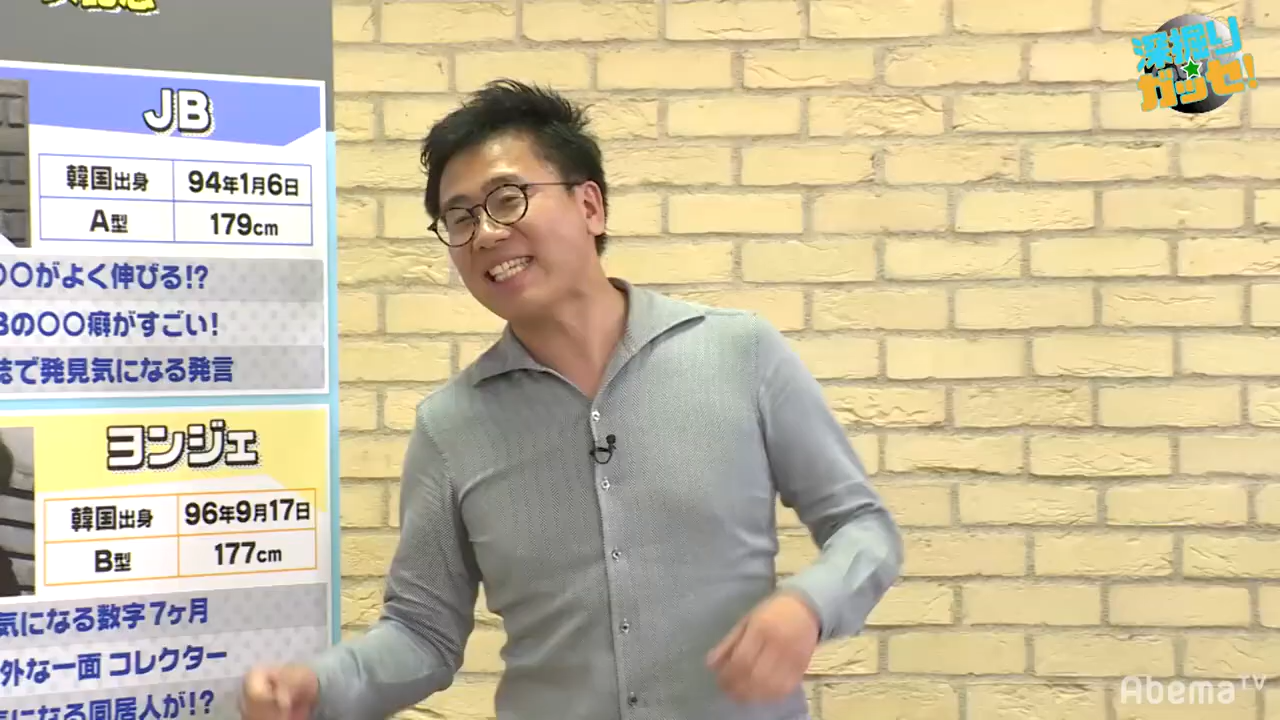 深掘り
ガッセ!
JB
韓国出身 94年1月6日
A型 179cm
〇〇がよく伸びる!?
Bの〇〇癖がすごい!
誌で発見気になる発言
ヨンジェ
韓国出身 96年9月17日
B型 177cm
気になる数字 7ヶ月
外な一面 コレクター
気になる同居人が!?
AbemaTV